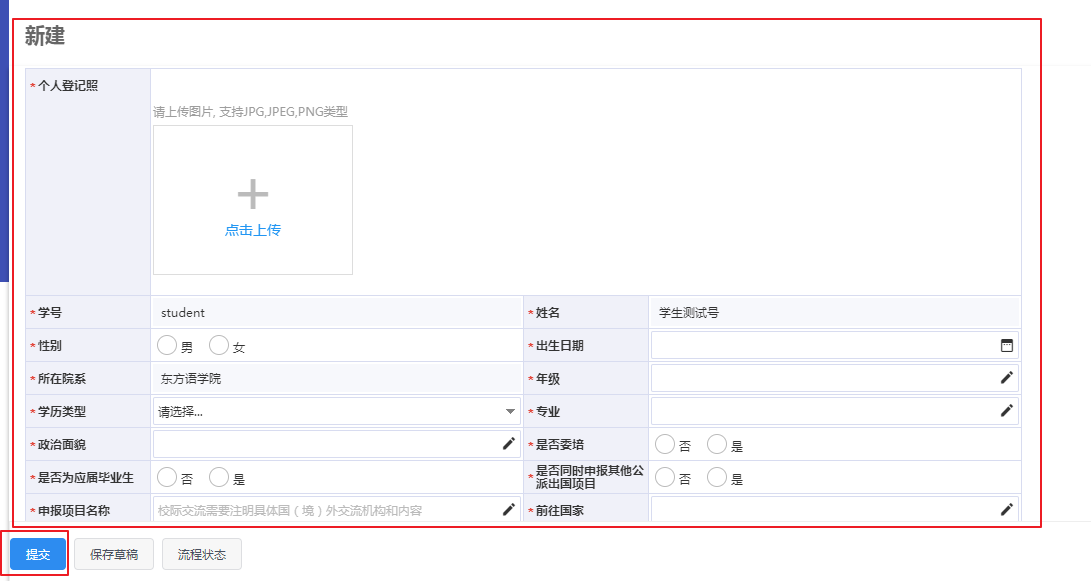 新建
*个人登记照
请上传图片, 支持JPG,JPEG,PNG类型
点击上传
*学号 student *姓名 学生测试号
*性别 男 女 *出生日期
*所在院系 东方语学院 *年级
*学历类型 请选择... *专业
*政治面貌 *是否委培 否 是
*是否为应届毕业生 否 是 *是否同时申报其他公
派出国项目 否 是
*申报项目名称 校际交流需要注明具体国（境）外交流机构和内容 *前往国家
提交 保存草稿 流程状态